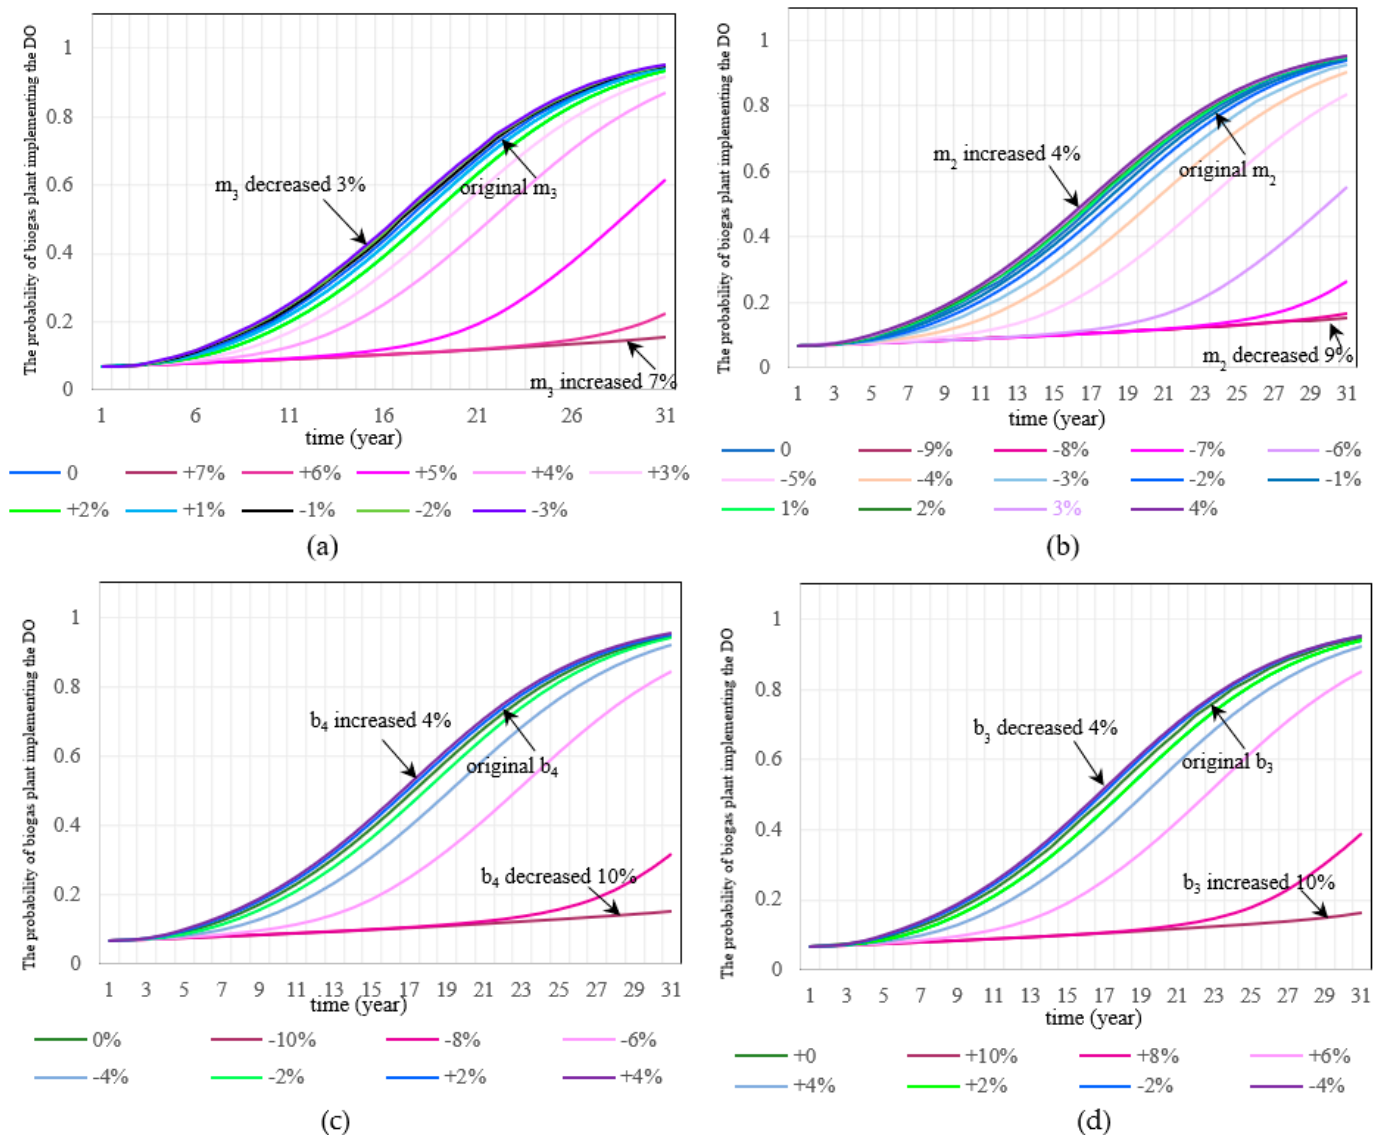 The probability of biogas plant implementing the DO
1
0.8
0.6
0.4
0.2
0
m3 decreased 3%
original m3
m3 increased 7%
1 6 11 16 21 26 31
time (year)
0 +7% +6% +5% +4% +3%
+2% +1% -1% -2% -3%
(a)
The probability of biogas plant implementing the DO
1
0.8
0.6
0.4
0.2
0
m2 increased 4%
original m2
m2 decreased 9%
1 3 5 7 9 11 13 15 17 19 21 23 25 27 29 31
time (year)
0 -9% -8% -7% -6%
-5% -4% -3% -2% -1%
1% 2% 3% 4%
(b)
The probability of biogas plant implementing the DO
1
0.8
0.6
0.4
0.2
0
b4 increased 4%
original b4
b4 decreased 10%
1 3 5 7 9 11 13 15 17 19 21 23 25 27 29 31
time (year)
0% -10% -8% -6%
-4% -2% +2% +4%
(c)
The probability of biogas plant implementing the DO
1
0.8
0.6
0.4
0.2
0
b3 decreased 4%
original b3
b3 increased 10%
1 3 5 7 9 11 13 15 17 19 21 23 25 27 29 31
time (year)
+0 +10% +8% +6%
+4% +2% -2% -4%
(d)